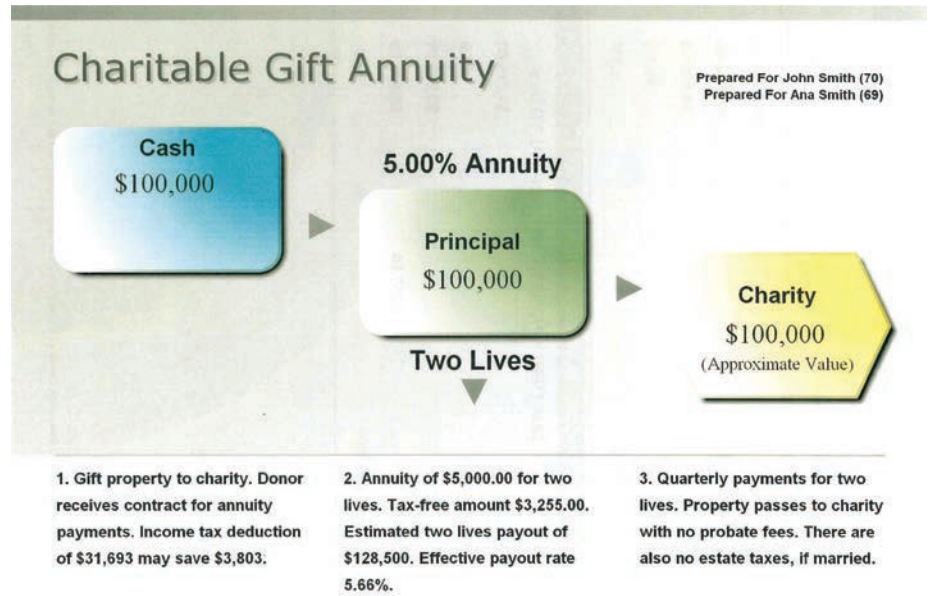 Charitable Gift Annuity
Prepared For John Smith (70)
Prepared For Ana Smith (69)
Cash
$100,000
5.00% Annuity
Principal
$100,000
Two Lives
Charity
$100,000
(Approximate Value)
1. Gift property to charity. Donor
receives contract for annuity
payments. Income tax deduction
of $31,693 may save $3,803.
2. Annuity of $5,000.00 for two
lives. Tax-free amount $3,255.00.
Estimated two lives payout of
$128,500. Effective payout rate
5.66%.
3. Quarterly payments for two
lives. Property passes to charity
with no probate fees. There are
also no estate taxes, if married.